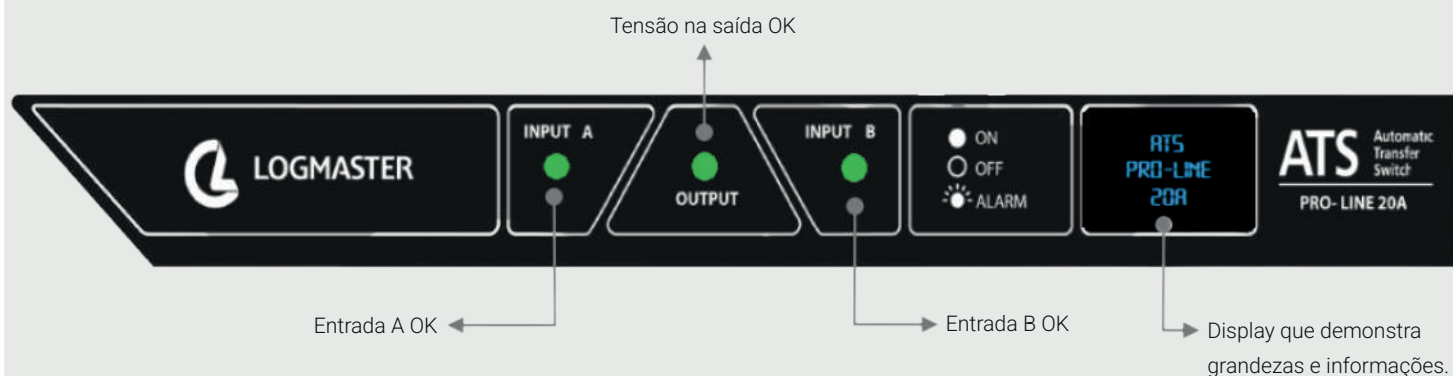 Tensão na saída OK
LOGMASTER
INPUT A
OUTPUT
INPUT B
ON
OFF
ALARM
ATS
PRO-LINE
20A
ATS
Automatic
Transfer
Switch
PRO- LINE 20A
Entrada A OK
Entrada B OK
Display que demonstra
grandezas e informações.